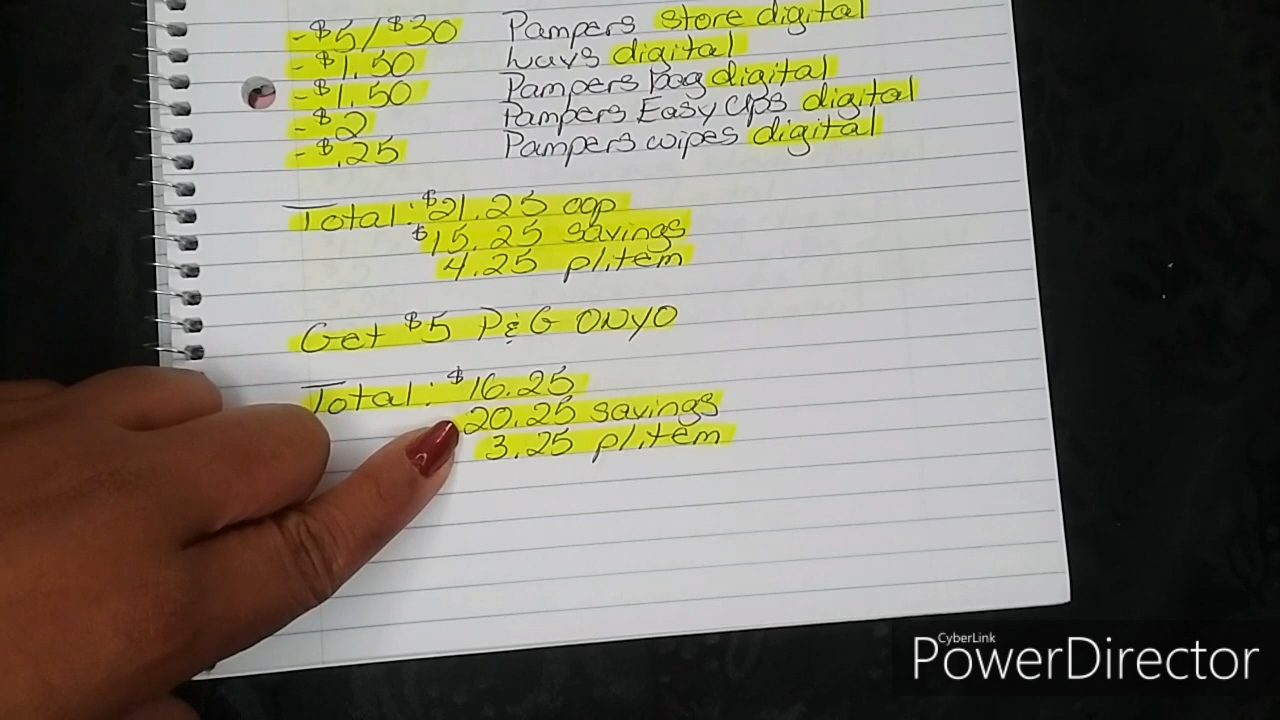 -$5/$30 Pampers store digital
-$1.50 Luvs digital
-$1.50 Pampers bag digital
-$2 Pampers Easy ups digital
-$.25 Pampers wipes digital
Total: $21.25 oop
$15.25 savings
4.25 p/item
Get $5 P&G ONYO
Total: $16.25
20.25 savings
3.25 p/item
CyberLink
PowerDirector